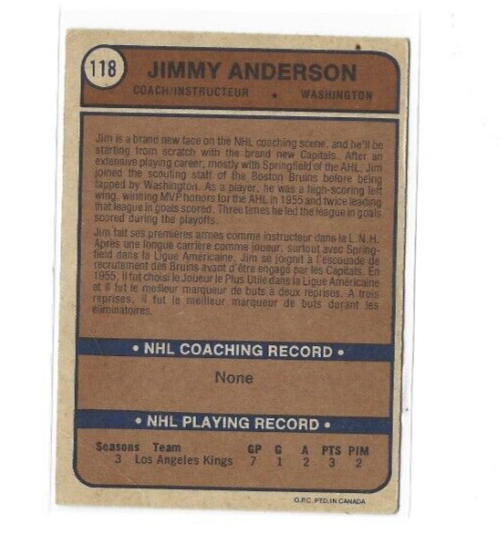 118
JIMMY ANDERSON
COACH/INSTRUCTEUR • WASHINGTON
Jim is a brand new face on the NHL coaching scene, and he'll be
starting from scratch with the brand new Capitals. After an
extensive playing career, mostly with Springfield of the AHL, Jim
joined the scouting staff of the Boston Bruins before being
tapped by Washington. As a player, he was a high-scoring left
wing, winning MVP honors for the AHL in 1955 and twice leading
that league in goals scored. Three times he led the league in goals
scored during the playoffs.
Jim fait ses premières armes comme instructeur dans la L.N.H.
Après une longue carrière comme joueur, surtout avec Spring-
field dans la Ligue Américaine, Jim se joignit à l'escouade de
recrutement des Bruins avant d'être engagé par les Capitals. En
1955, il fut choisi le Joueur le Plus Utile dans la Ligue Américaine
et il fut le meilleur marqueur de buts à deux reprises. A trois
reprises, il fut le meilleur marqueur de buts durant les
éliminatoires.
• NHL COACHING RECORD •
None
• NHL PLAYING RECORD •
Seasons Team GP G A PTS PIM
3 Los Angeles Kings 7 1 2 3 2
O.P.C. PTD. IN CANADA